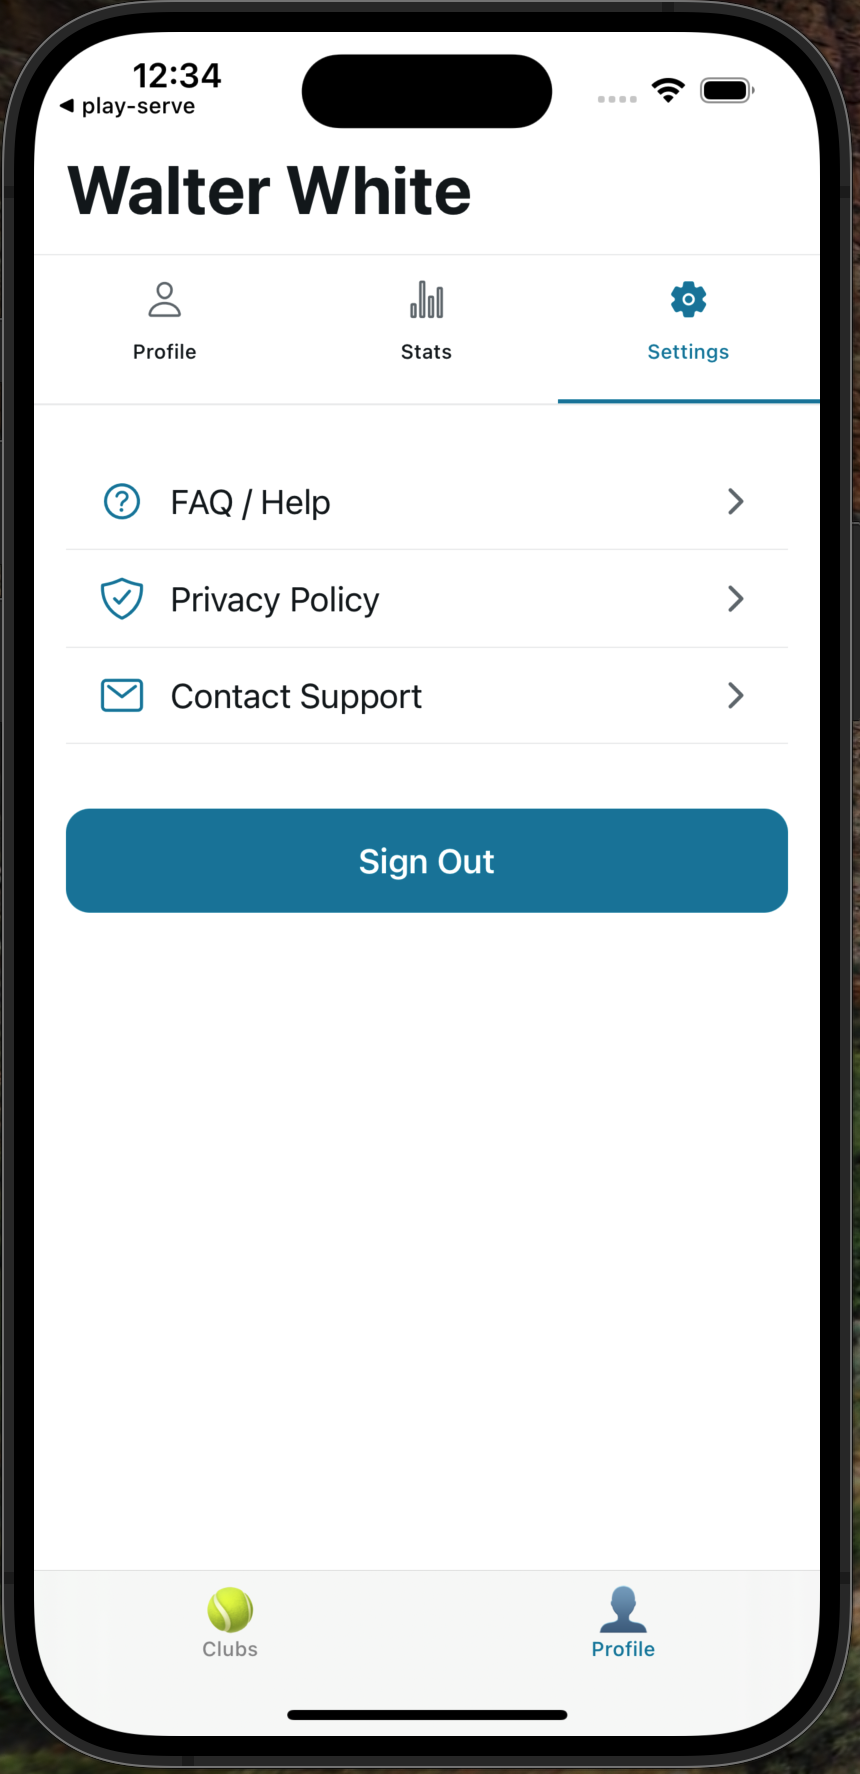 12:34
◀ play-serve
Walter White
Profile
Stats
Settings
FAQ / Help
Privacy Policy
Contact Support
Sign Out
Clubs
Profile